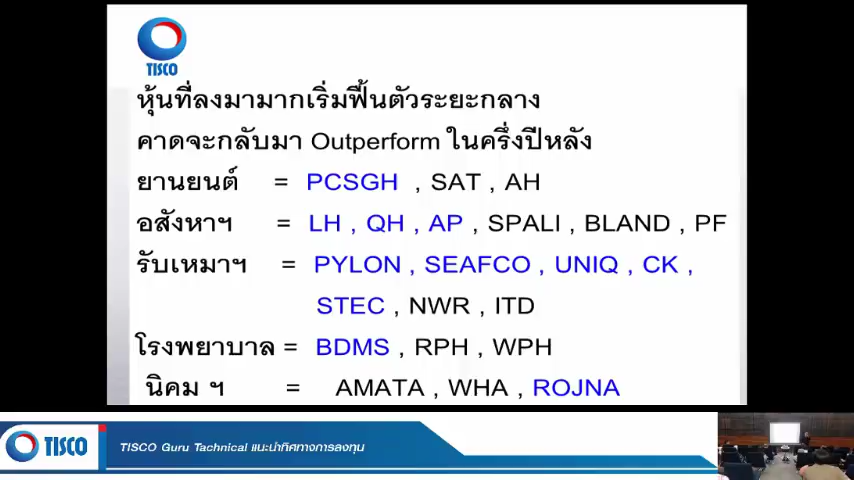 TISCO
หุ้นที่ลงมามากเริ่มฟื้นตัวระยะกลาง
คาดจะกลับมา Outperform ในครึ่งปีหลัง
ยานยนต์ = PCSGH , SAT , AH
อสังหาฯ = LH , QH , AP , SPALI , BLAND , PF
รับเหมาฯ = PYLON , SEAFCO , UNIQ , CK ,
STEC , NWR , ITD
โรงพยาบาล = BDMS , RPH , WPH
นิคม ฯ = AMATA , WHA , ROJNA
TISCO
TISCO Guru Tachnical แนะนำทิศทางการลงทุน